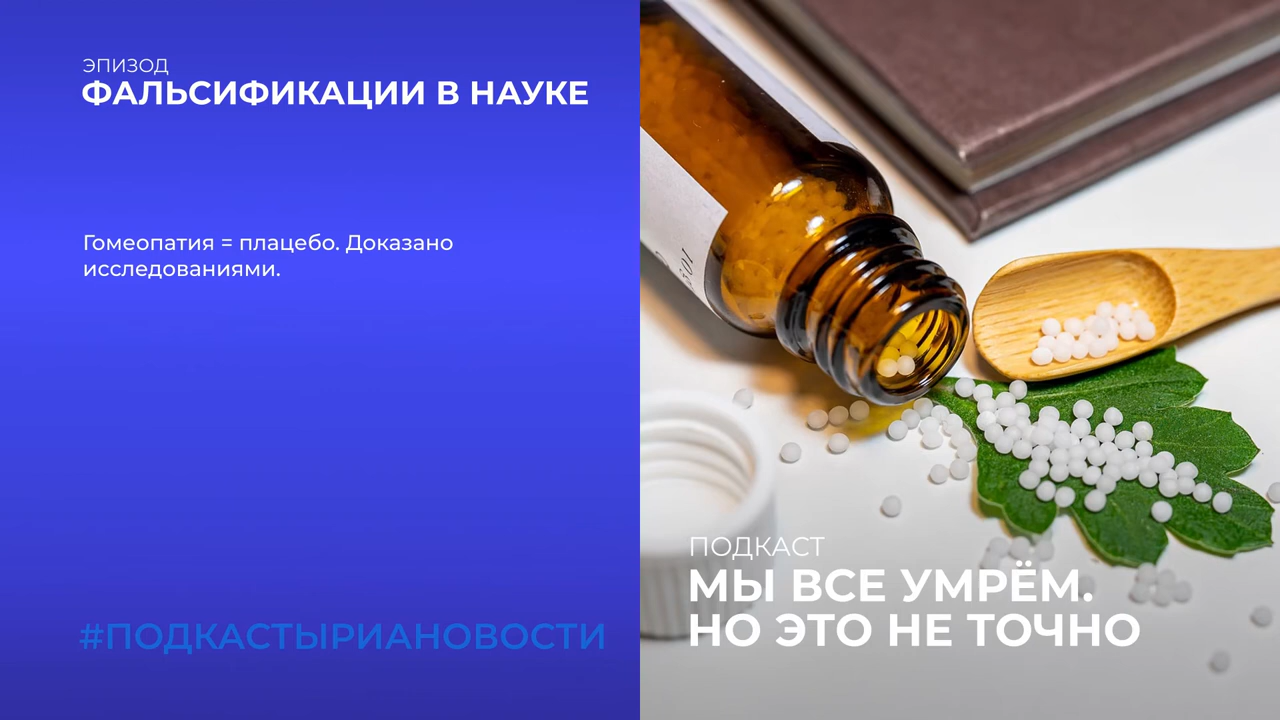 ЭПИЗОД
ФАЛЬСИФИКАЦИИ В НАУКЕ
Гомеопатия = плацебо. Доказано
исследованиями.
#ПОДКАСТЫРИАНОВОСТИ
ПОДКАСТ
МЫ ВСЕ УМРЁМ.
НО ЭТО НЕ ТОЧНО